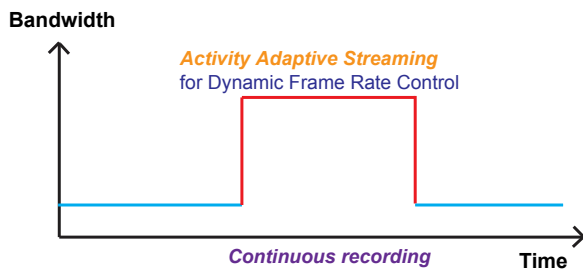 Bandwidth
Activity Adaptive Streaming
for Dynamic Frame Rate Control
Continuous recording
Time